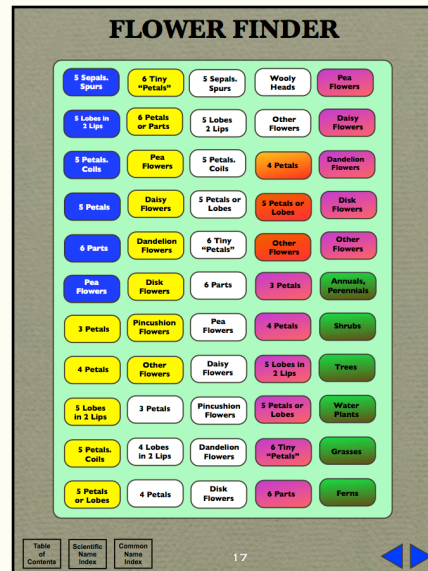 FLOWER FINDER
5 Sepals.
Spurs
6 Tiny
“Petals”
5 Sepals.
Spurs
Wooly
Heads
Pea
Flowers
5 Lobes in
2 Lips
6 Petals
or Parts
5 Lobes
2 Lips
Other
Flowers
Daisy
Flowers
5 Petals.
Coils
Pea
Flowers
5 Petals.
Coils
4 Petals
Dandelion
Flowers
5 Petals
Daisy
Flowers
5 Petals or
Lobes
5 Petals or
Lobes
Disk
Flowers
6 Parts
Dandelion
Flowers
6 Tiny
“Petals”
Other
Flowers
Other
Flowers
Pea
Flowers
Disk
Flowers
6 Parts
3 Petals
Annuals,
Perennials
3 Petals
Pincushion
Flowers
Pea
Flowers
4 Petals
Shrubs
4 Petals
Other
Flowers
Daisy
Flowers
5 Lobes in
2 Lips
Trees
5 Lobes
in 2 Lips
3 Petals
Pincushion
Flowers
5 Petals or
Lobes
Water
Plants
5 Petals.
Coils
4 Lobes
in 2 Lips
Dandelion
Flowers
6 Tiny
“Petals”
Grasses
5 Petals
or Lobes
4 Petals
Disk
Flowers
6 Parts
Ferns
Table
of
Contents
Scientific
Name
Index
Common
Name
Index
17